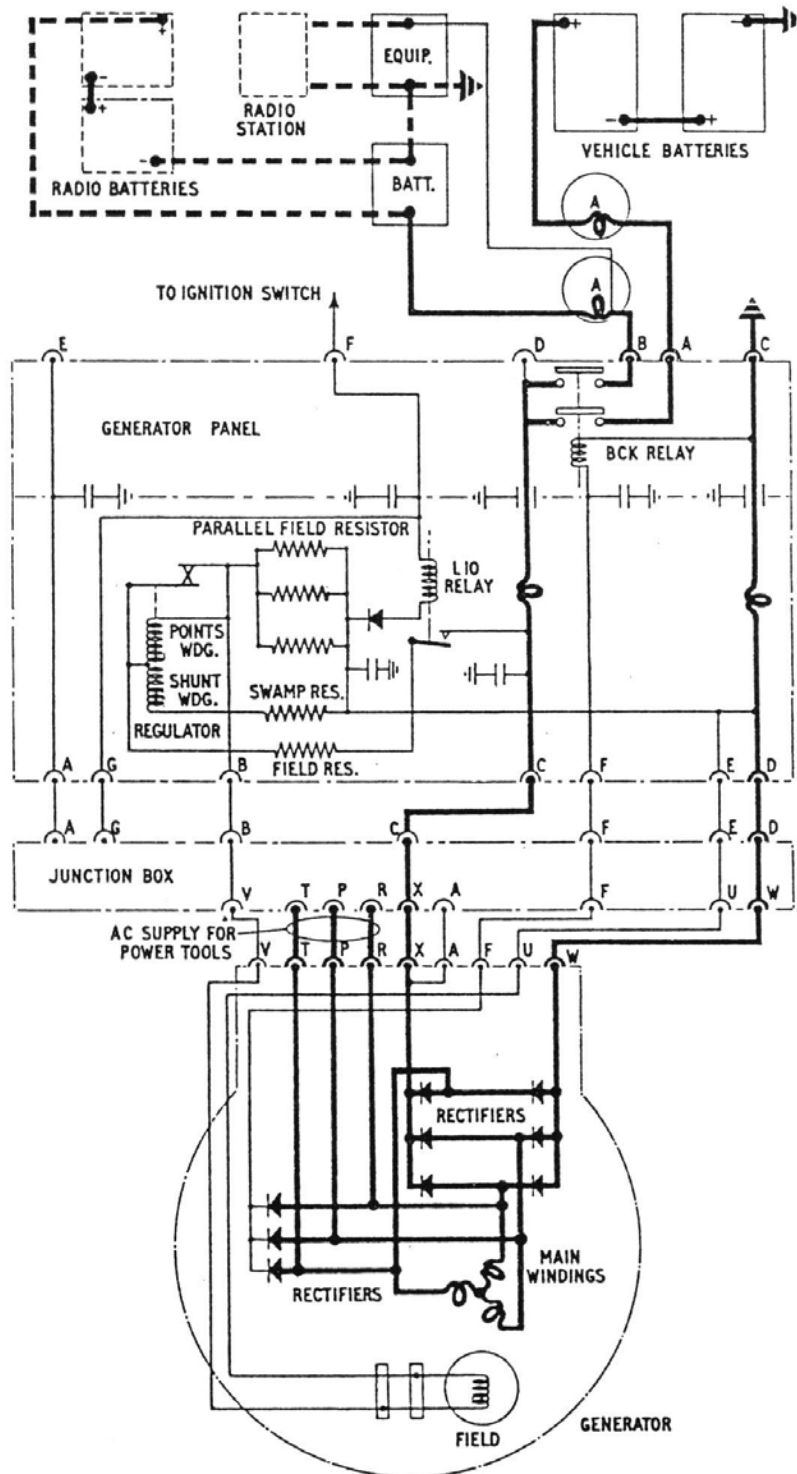 +
+
-
EQUIP.
-
+
RADIO
STATION
-
-
+
VEHICLE BATTERIES
RADIO BATTERIES
BATT.
A
A
TO IGNITION SWITCH
E
F
D
B
A
C
GENERATOR PANEL
BCK RELAY
PARALLEL FIELD RESISTOR
L10
RELAY
POINTS
WDG.
SHUNT
WDG.
SWAMP RES.
REGULATOR
FIELD RES.
A
G
B
C
F
E
D
A
G
B
C
F
E
D
JUNCTION BOX
V
T
P
R
X
A
F
U
W
AC SUPPLY FOR
POWER TOOLS
V
T
P
R
X
A
F
U
W
RECTIFIERS
MAIN
WINDINGS
RECTIFIERS
FIELD
GENERATOR